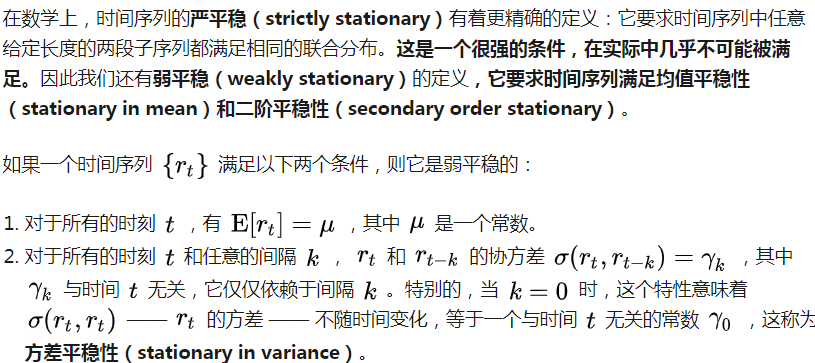 在数学上，时间序列的严平稳（strictly stationary）有着更精确的定义：它要求时间序列中任意
给定长度的两段子序列都满足相同的联合分布。这是一个很强的条件，在实际中几乎不可能被满
足。因此我们还有弱平稳（weakly stationary）的定义，它要求时间序列满足均值平稳性
（stationary in mean）和二阶平稳性（secondary order stationary）。
如果一个时间序列 {r_t} 满足以下两个条件，则它是弱平稳的：
1. 对于所有的时刻 t ，有 E[r_t] = μ ，其中 μ 是一个常数。
2. 对于所有的时刻 t 和任意的间隔 k ， r_t 和 r_{t−k} 的协方差 σ(r_t, r_{t−k}) = γ_k ，其中
γ_k 与时间 t 无关，它仅仅依赖于间隔 k 。特别的，当 k = 0 时，这个特性意味着
σ(r_t, r_t) —— r_t 的方差 —— 不随时间变化，等于一个与时间 t 无关的常数 γ_0 ，这称为
方差平稳性（stationary in variance）。